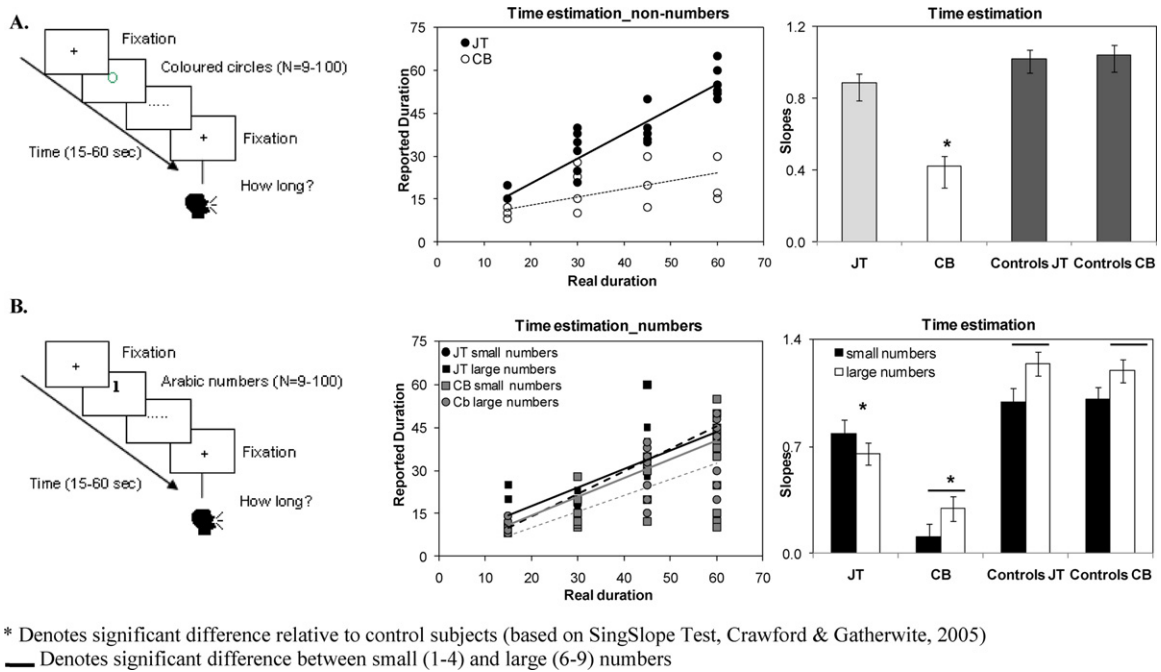 A.
Fixation
Coloured circles (N=9-100)
.....
Fixation
Time (15-60 sec)
How long?
Time estimation_non-numbers
JT
CB
Reported Duration
75
60
45
30
15
0
0 10 20 30 40 50 60 70
Real duration
Time estimation
Slopes
1.2
0.8
0.4
0.0
*
JT CB Controls JT Controls CB
B.
Fixation
1
Arabic numbers (N=9-100)
.....
Fixation
Time (15-60 sec)
How long?
Time estimation_numbers
JT small numbers
JT large numbers
CB small numbers
Cb large numbers
Reported Duration
75
60
45
30
15
0
0 10 20 30 40 50 60 70
Real duration
Time estimation
small numbers
large numbers
Slopes
1.4
0.7
0.0
*
*
JT CB Controls JT Controls CB
* Denotes significant difference relative to control subjects (based on SingSlope Test, Crawford & Gatherwite, 2005)
Denotes significant difference between small (1-4) and large (6-9) numbers